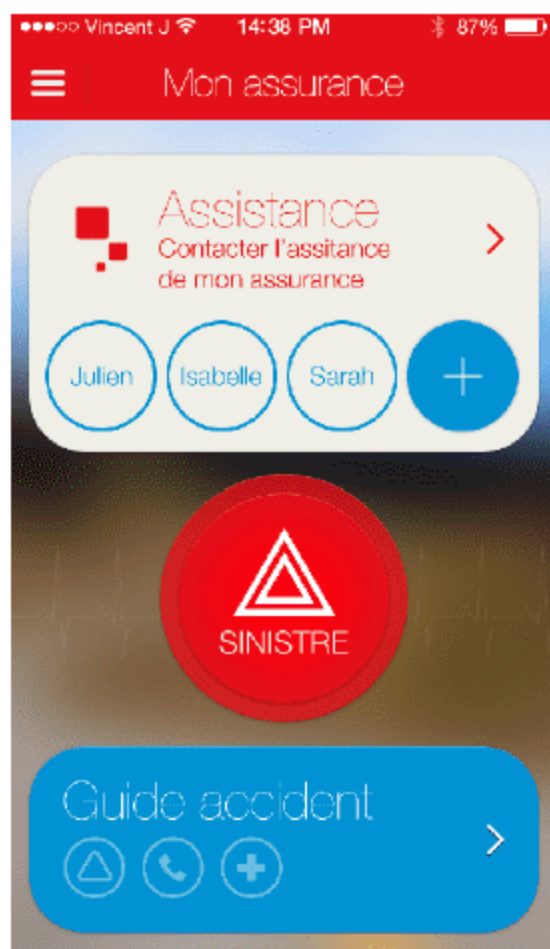 Vincent J 14:38 PM 87%
Mon assurance
Assistance
Contacter l'assitance
de mon assurance
Julien Isabelle Sarah +
SINISTRE
Guide accident